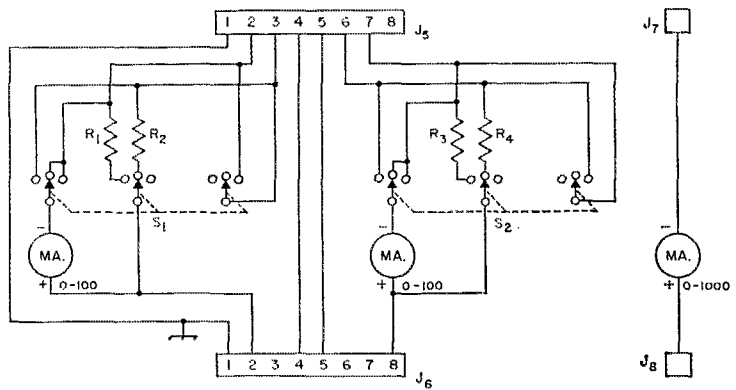 1 2 3 4 5 6 7 8
J5
J7
R1
R2
R3
R4
S1
S2
-
MA.
+ 0-100
-
MA.
+ 0-100
-
MA.
+ 0-1000
1 2 3 4 5 6 7 8
J6
J8